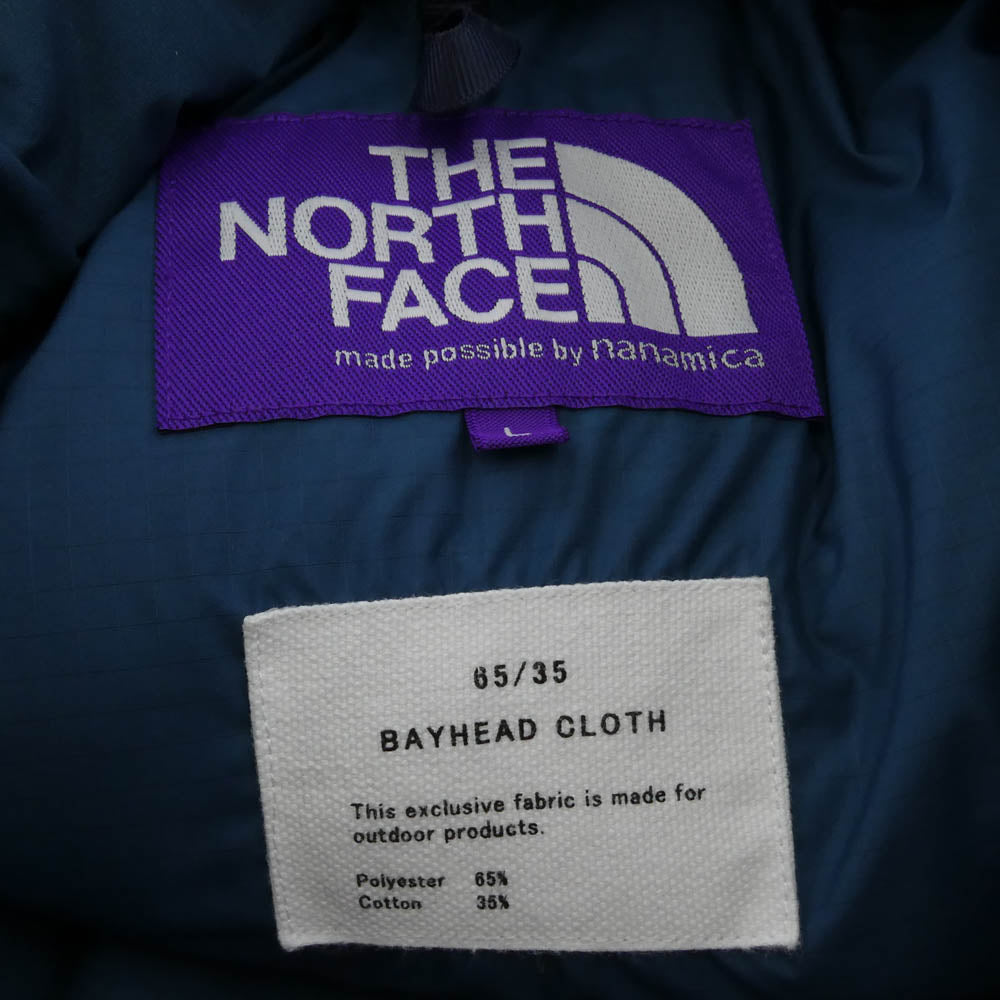 THE
NORTH
FACE
made possible by nanamica
L
65/35
BAYHEAD CLOTH
This exclusive fabric is made for
outdoor products.
Polyester 65%
Cotton 35%